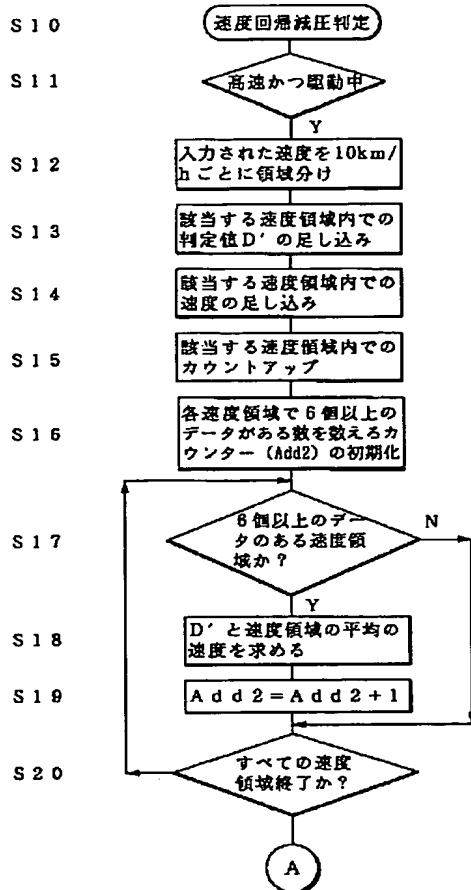 S10
速度回帰減圧判定
S11
高速かつ駆動中
Y
S12
入力された速度を10km/
hごとに領域分け
S13
該当する速度領域内での
判定値D′の足し込み
S14
該当する速度領域内での
速度の足し込み
S15
該当する速度領域内での
カウントアップ
S16
各速度領域で6個以上の
データがある数を数えるカ
ウンター(Add2)の初期化
S17
6個以上のデー
タのある速度領
域か?
N
Y
S18
D′と速度領域の平均の
速度を求める
S19
Add2=Add2+1
S20
すべての速度
領域終了か?
A